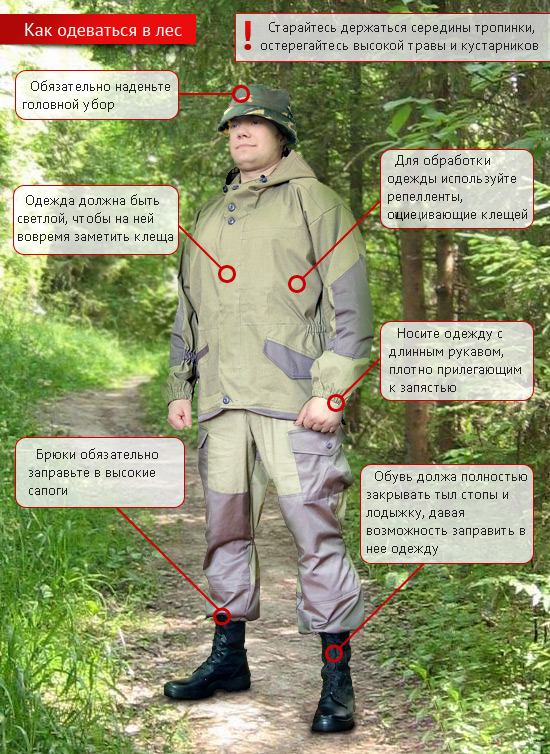 Как одеваться в лес
! Старайтесь держаться середины тропинки,
остерегайтесь высокой травы и кустарников
Обязательно наденьте
головной убор
Для обработки
одежды используйте
репелленты,
ощиеицивающие клещей
Одежда должна быть
светлой, чтобы на ней
вовремя заметить клеща
Носите одежду с
длинным рукавом,
плотно прилегающим
к запястью
Брюки обязательно
заправьте в высокие
сапоги
Обувь должа полностью
закрывать тыл стопы и
лодыжку, давая
возможность заправить в
нее одежду